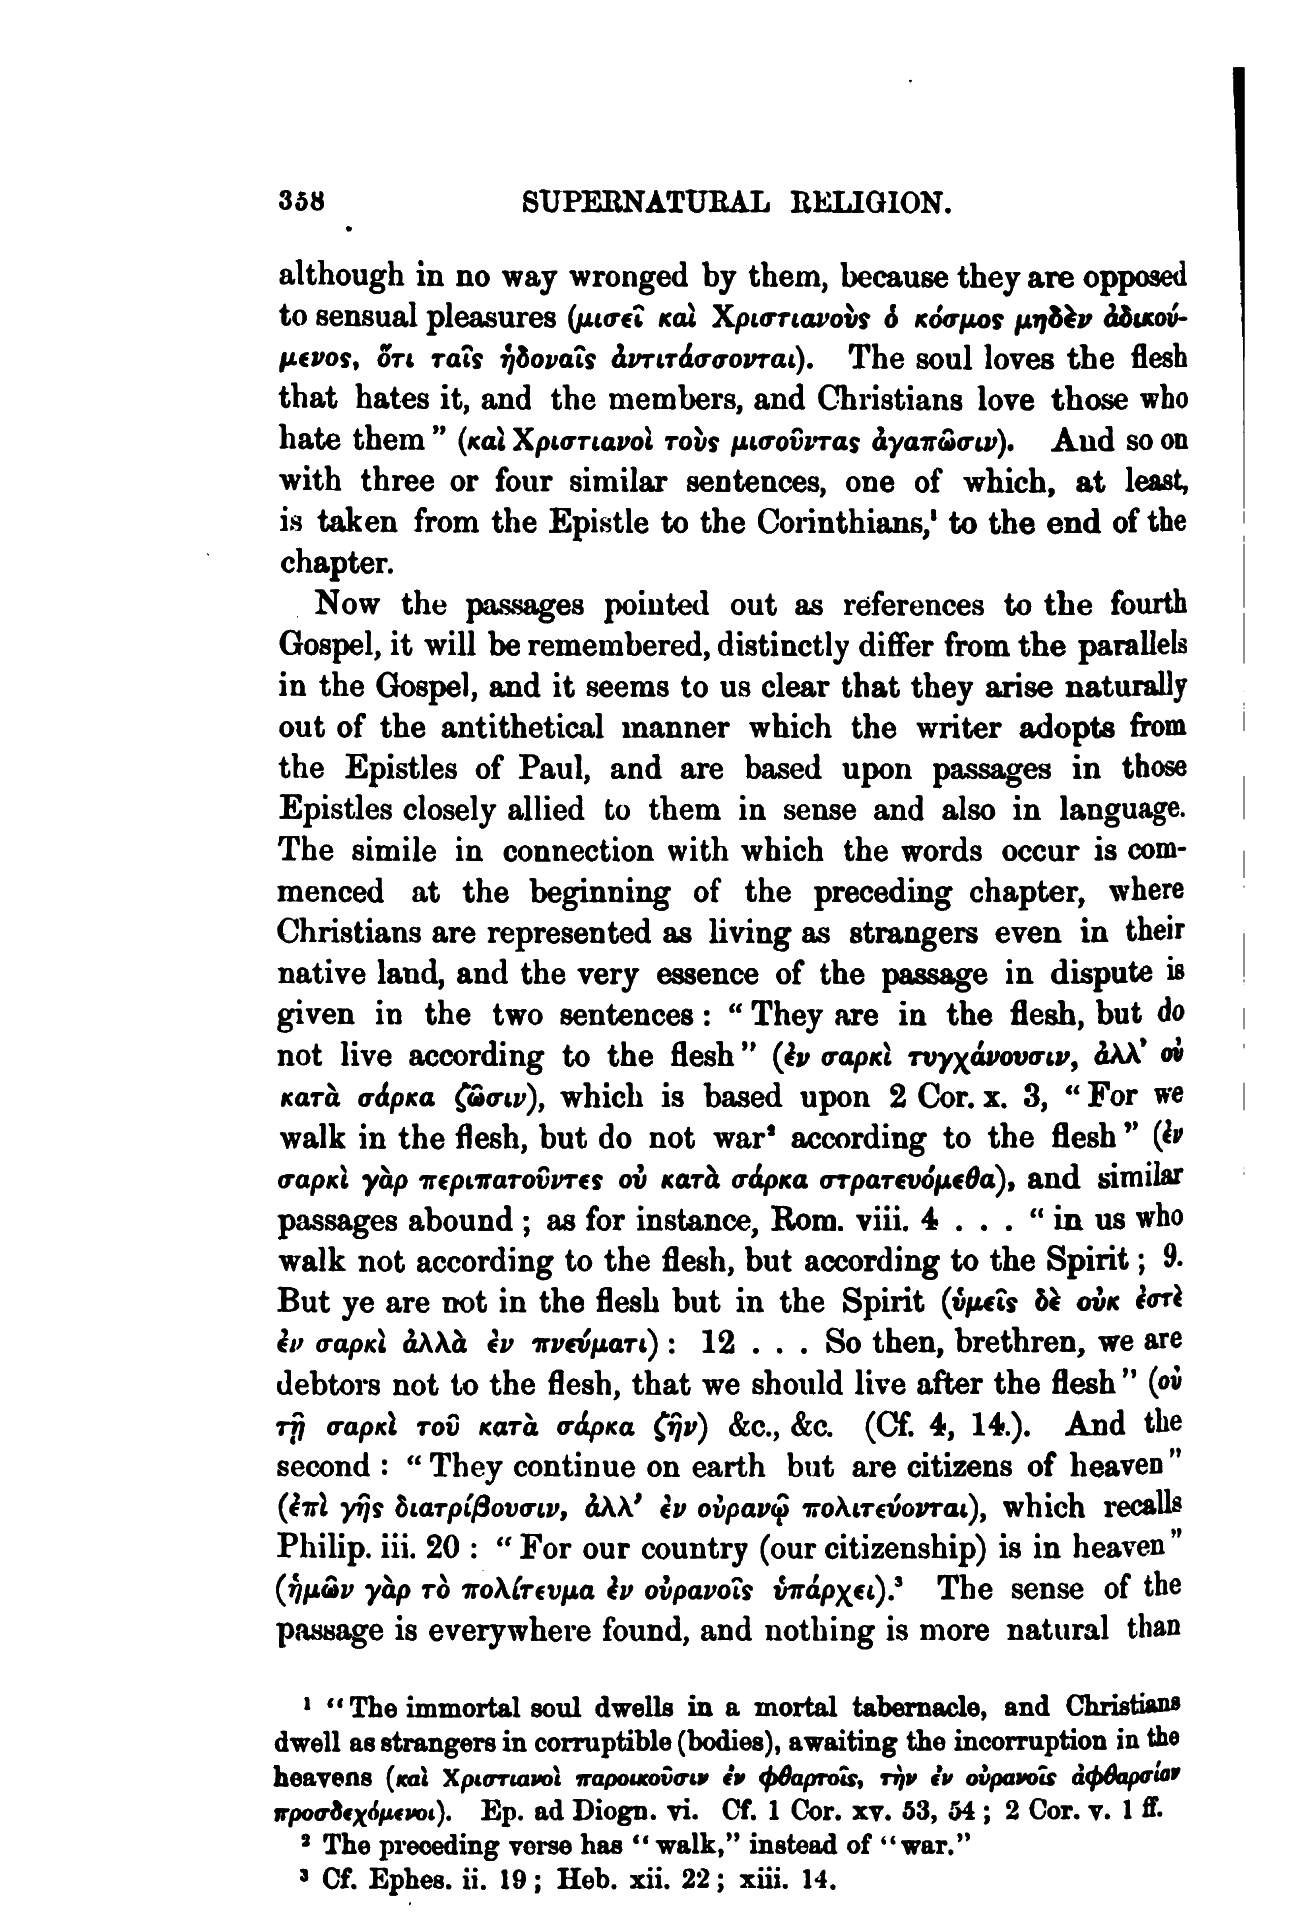 358 SUPERNATURAL RELIGION.
although in no way wronged by them, because they are opposed
to sensual pleasures (μισεῖ καὶ Χριστιανοὺς ὁ κόσμος μηδὲν ἀδικού-
μενος, ὅτι ταῖς ἡδοναῖς ἀντιτάσσονται). The soul loves the flesh
that hates it, and the members, and Christians love those who
hate them” (καὶ Χριστιανοὶ τοὺς μισοῦντας ἀγαπῶσιν). And so on
with three or four similar sentences, one of which, at least,
is taken from the Epistle to the Corinthians,¹ to the end of the
chapter.
Now the passages pointed out as references to the fourth
Gospel, it will be remembered, distinctly differ from the parallels
in the Gospel, and it seems to us clear that they arise naturally
out of the antithetical manner which the writer adopts from
the Epistles of Paul, and are based upon passages in those
Epistles closely allied to them in sense and also in language.
The simile in connection with which the words occur is com-
menced at the beginning of the preceding chapter, where
Christians are represented as living as strangers even in their
native land, and the very essence of the passage in dispute is
given in the two sentences : “ They are in the flesh, but do
not live according to the flesh” (ἐν σαρκὶ τυγχάνουσιν, ἀλλ’ οὐ
κατὰ σάρκα ζῶσιν), which is based upon 2 Cor. x. 3, “ For we
walk in the flesh, but do not war² according to the flesh” (ἐν
σαρκὶ γὰρ περιπατοῦντες οὐ κατὰ σάρκα στρατευόμεθα), and similar
passages abound ; as for instance, Rom. viii. 4 . . . “ in us who
walk not according to the flesh, but according to the Spirit ; 9.
But ye are not in the flesh but in the Spirit (ὑμεῖς δὲ οὐκ ἐστὲ
ἐν σαρκὶ ἀλλὰ ἐν πνεύματι) : 12 . . . So then, brethren, we are
debtors not to the flesh, that we should live after the flesh” (οὐ
τῇ σαρκὶ τοῦ κατὰ σάρκα ζῆν) &c., &c. (Cf. 4, 14.). And the
second : “ They continue on earth but are citizens of heaven”
(ἐπὶ γῆς διατρίβουσιν, ἀλλ’ ἐν οὐρανῷ πολιτεύονται), which recalls
Philip. iii. 20 : “ For our country (our citizenship) is in heaven”
(ἡμῶν γὰρ τὸ πολίτευμα ἐν οὐρανοῖς ὑπάρχει).³ The sense of the
passage is everywhere found, and nothing is more natural than
¹ “The immortal soul dwells in a mortal tabernacle, and Christians
dwell as strangers in corruptible (bodies), awaiting the incorruption in the
heavens (καὶ Χριστιανοὶ παροικοῦσιν ἐν φθαρτοῖς, τὴν ἐν οὐρανοῖς ἀφθαρσίαν
προσδεχόμενοι). Ep. ad Diogn. vi. Cf. 1 Cor. xv. 53, 54 ; 2 Cor. v. 1 ff.
² The preceding verse has “walk,” instead of “war.”
³ Cf. Ephes. ii. 19 ; Heb. xii. 22 ; xiii. 14.